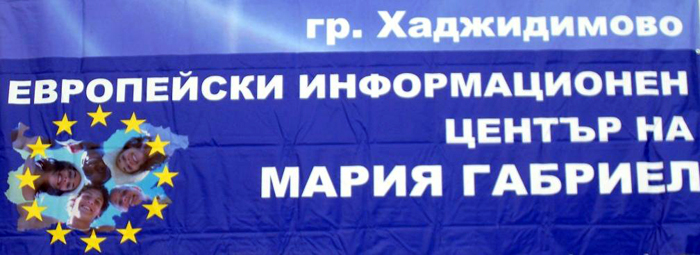 гр. Хаджидимово
ЕВРОПЕЙСКИ ИНФОРМАЦИОНЕН
ЦЕНТЪР НА
МАРИЯ ГАБРИЕЛ